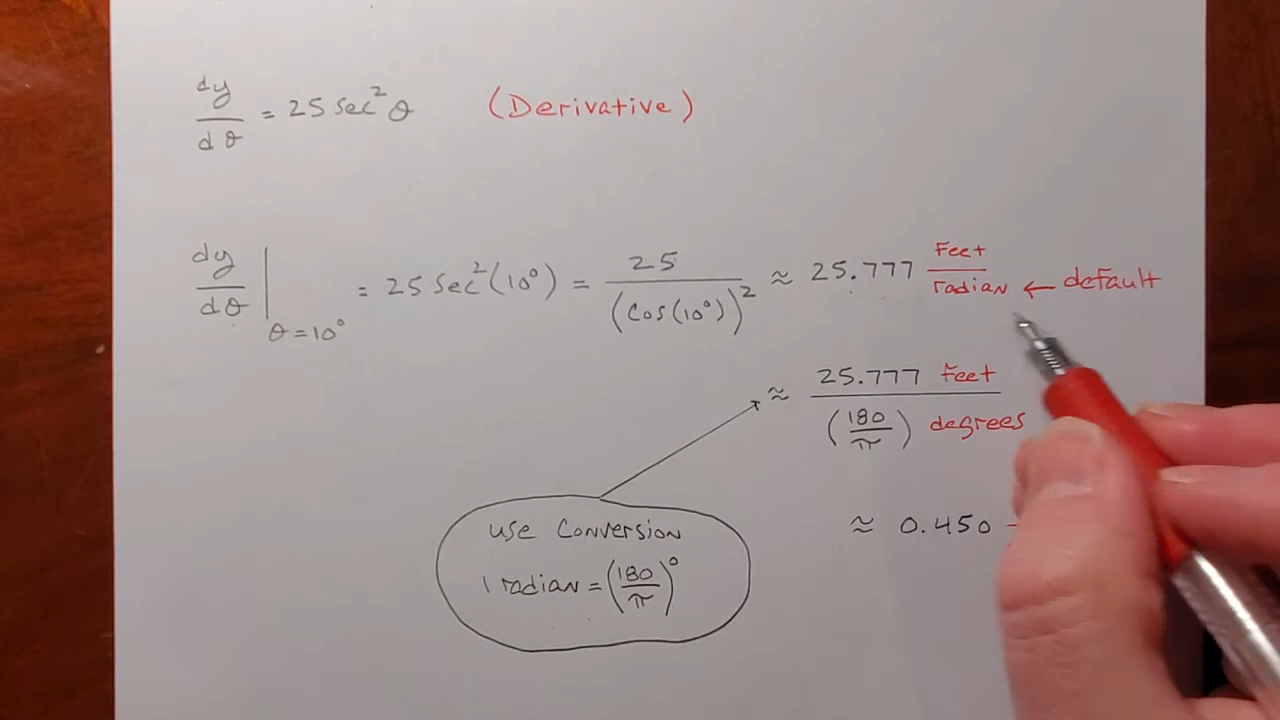 dy/dθ = 25 sec²θ (Derivative)
dy/dθ |θ=10° = 25 sec²(10°) = 25/(cos(10°))² ≈ 25.777 feet/radian ← default
≈ 25.777 feet/(180/π) degrees
use conversion
1 radian = (180/π)°
≈ 0.450